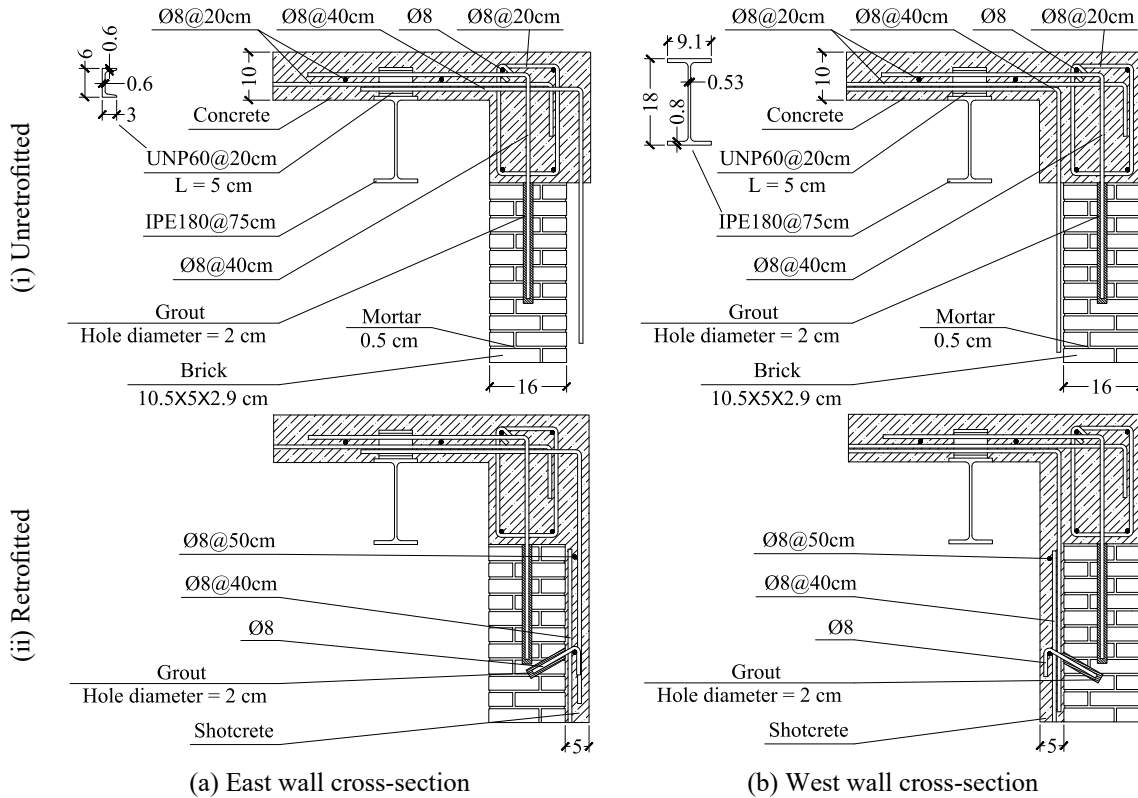 Ø8@20cm Ø8@40cm Ø8 Ø8@20cm
0.6
6
0.6
3
10
Concrete
UNP60@20cm
L = 5 cm
IPE180@75cm
Ø8@40cm
Grout
Hole diameter = 2 cm
Mortar
0.5 cm
Brick
10.5X5X2.9 cm
16
(i) Unretrofitted
Ø8@20cm Ø8@40cm Ø8 Ø8@20cm
9.1
18
0.53
0.8
10
Concrete
UNP60@20cm
L = 5 cm
IPE180@75cm
Ø8@40cm
Grout
Hole diameter = 2 cm
Mortar
0.5 cm
Brick
10.5X5X2.9 cm
16
(ii) Retrofitted
Ø8@50cm
Ø8@40cm
Ø8
Grout
Hole diameter = 2 cm
Shotcrete
5
Ø8@50cm
Ø8@40cm
Ø8
Grout
Hole diameter = 2 cm
Shotcrete
5
(a) East wall cross-section
(b) West wall cross-section